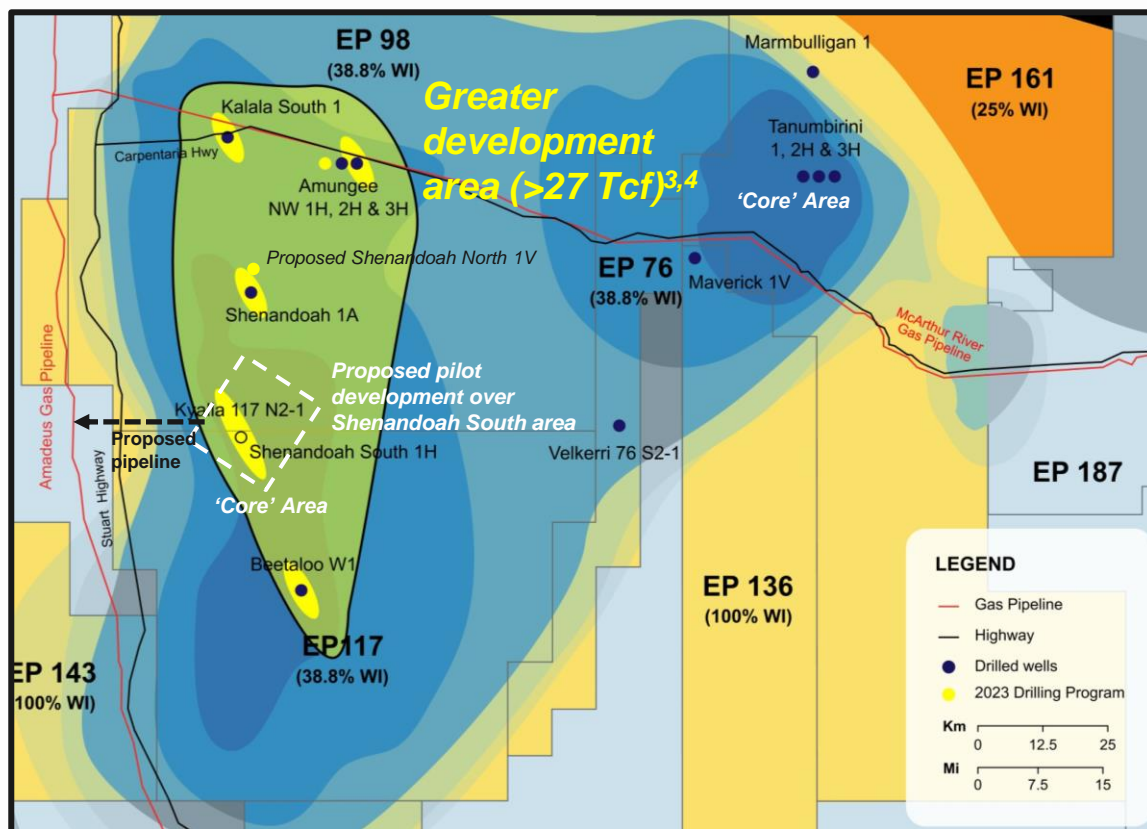 EP 98
(38.8% WI)
Marmbulligan 1
EP 161
(25% WI)
Kalala South 1
Greater
development
area (>27 Tcf)3,4
Carpentaria Hwy
Tanumbirini
1, 2H & 3H
‘Core’ Area
Amungee
NW 1H, 2H & 3H
Proposed Shenandoah North 1V
EP 76
(38.8% WI)
Maverick 1V
Shenandoah 1A
McArthur River
Gas Pipeline
Amadeus Gas Pipeline
Stuart Highway
Proposed pilot
development over
Shenandoah South area
Kyalla 117 N2-1
Proposed
pipeline
Shenandoah South 1H
Velkerri 76 S2-1
EP 187
‘Core’ Area
Beetaloo W1
EP117
(38.8% WI)
EP 136
(100% WI)
EP 143
(100% WI)
LEGEND
Gas Pipeline
Highway
Drilled wells
2023 Drilling Program
Km
0 12.5 25
Mi
0 7.5 15